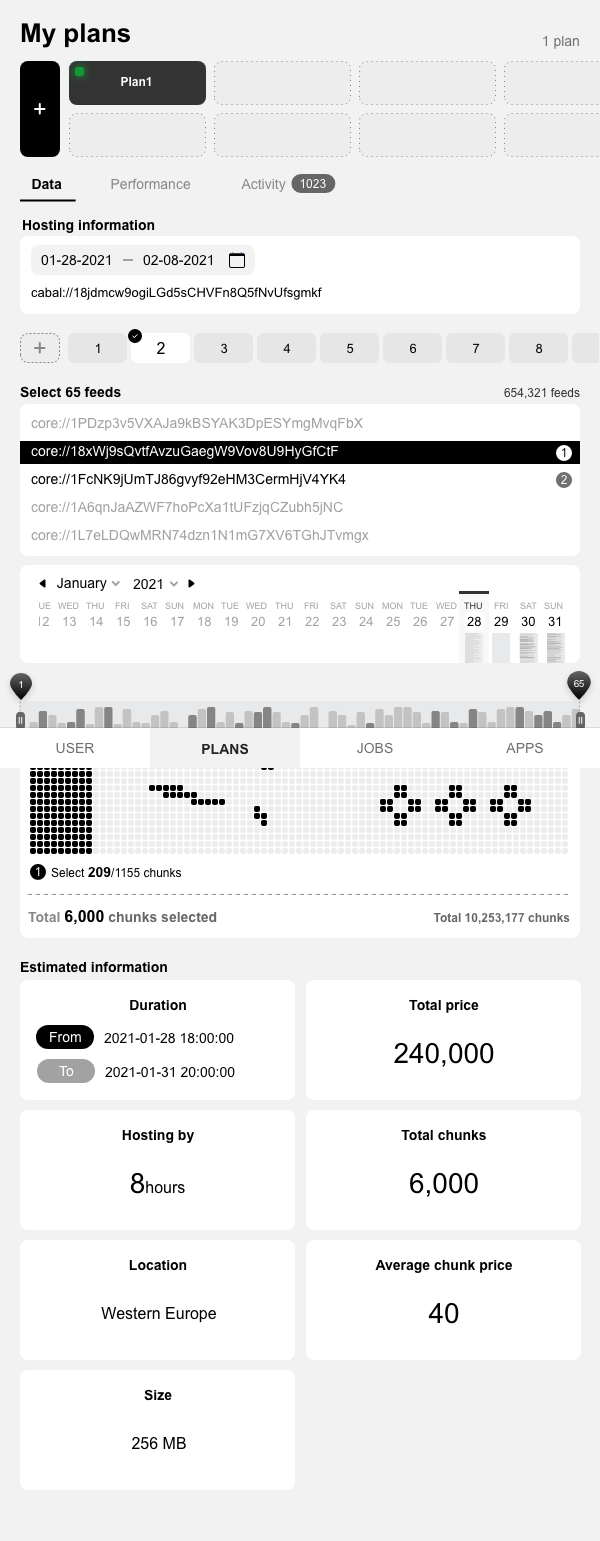 My plans
1 plan
+
Plan1
Data
Performance
Activity 1023
Hosting information
01-28-2021 — 02-08-2021
cabal://18jdmcw9ogiLGd5sCHVFn8Q5fNvUfsgmkf
+ 1 2 3 4 5 6 7 8
Select 65 feeds
654,321 feeds
core://1PDzp3v5VXAJa9kBSYAK3DpESYmgMvqFbX
core://18xWj9sQvtfAvzuGaegW9Vov8U9HyGfCtF 1
core://1FcNK9jUmTJ86gvyf92eHM3CermHjV4YK4 2
core://1A6qnJaAZWF7hoPcXa1tUFzjqCZubh5jNC
core://1L7eLDQwMRN74dzn1N1mG7XV6TGhJTvmgx
January 2021
UE WED THU FRI SAT SUN MON TUE WED THU FRI SAT SUN MON TUE WED THU FRI SAT SUN
12 13 14 15 16 17 18 19 20 21 22 23 24 25 26 27 28 29 30 31
1
65
USER
PLANS
JOBS
APPS
1 Select 209/1155 chunks
Total 6,000 chunks selected
Total 10,253,177 chunks
Estimated information
Duration
From 2021-01-28 18:00:00
To 2021-01-31 20:00:00
Total price
240,000
Hosting by
8hours
Total chunks
6,000
Location
Western Europe
Average chunk price
40
Size
256 MB